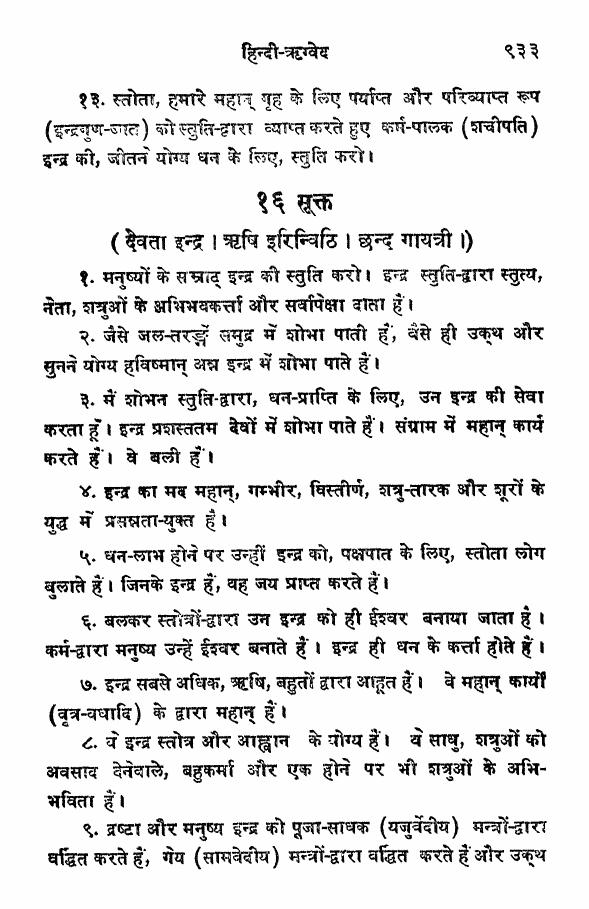 हिन्दी-ऋग्वेद ९३३
१३. स्तोता, हमारे महान् गृह के लिए पर्याप्त और परिव्याप्त रूप
(इन्द्रगुण-जात) को स्तुति-द्वारा व्याप्त करते हुए कर्म-पालक (शचीपति)
इन्द्र की, जीतने योग्य धन के लिए, स्तुति करो।
१६ सूक्त
(देवता इन्द्र । ऋषि इरिन्विठि । छन्द गायत्री ।)
१. मनुष्यों के सम्राट् इन्द्र की स्तुति करो। इन्द्र स्तुति-द्वारा स्तुत्य,
नेता, शत्रुओं के अभिभवकर्त्ता और सर्वापेक्षा दाता हैं।
२. जैसे जल-तरङ्गें समुद्र में शोभा पाती हैं, वैसे ही उक्थ और
सुनने योग्य हविष्मान् अन्न इन्द्र में शोभा पाते हैं।
३. मैं शोभन स्तुति-द्वारा, धन-प्राप्ति के लिए, उन इन्द्र की सेवा
करता हूँ। इन्द्र प्रशस्ततम देवों में शोभा पाते हैं। संग्राम में महान् कार्य
करते हैं। वे बली हैं।
४. इन्द्र का मद महान्, गम्भीर, विस्तीर्ण, शत्रु-तारक और शूरों के
युद्ध में प्रसन्नता-युक्त है।
५. धन-लाभ होने पर उन्हीं इन्द्र को, पक्षपात के लिए, स्तोता लोग
बुलाते हैं। जिनके इन्द्र हैं, वह जय प्राप्त करते हैं।
६. बलकर स्तोत्रों-द्वारा उन इन्द्र को ही ईश्वर बनाया जाता है।
कर्म-द्वारा मनुष्य उन्हें ईश्वर बनाते हैं। इन्द्र ही धन के कर्त्ता होते हैं।
७. इन्द्र सबसे अधिक, ऋषि, बहुतों द्वारा आहूत हैं। वे महान् कार्यों
(वृत्र-वधादि) के द्वारा महान् हैं।
८. वे इन्द्र स्तोत्र और आह्वान के योग्य हैं। वे साधु, शत्रुओं को
अवसाद देनेवाले, बहुकर्मा और एक होने पर भी शत्रुओं के अभि-
भविता हैं।
९. द्रष्टा और मनुष्य इन्द्र को पूजा-साधक (यजुर्वेदीय) मन्त्रों-द्वारा
वर्द्धित करते हैं, गेय (सामवेदीय) मन्त्रों-द्वारा वर्द्धित करते हैं और उक्थ